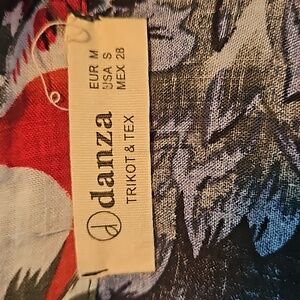 danza
TRIKOT & TEX
EUR M
USA S
MEX 28